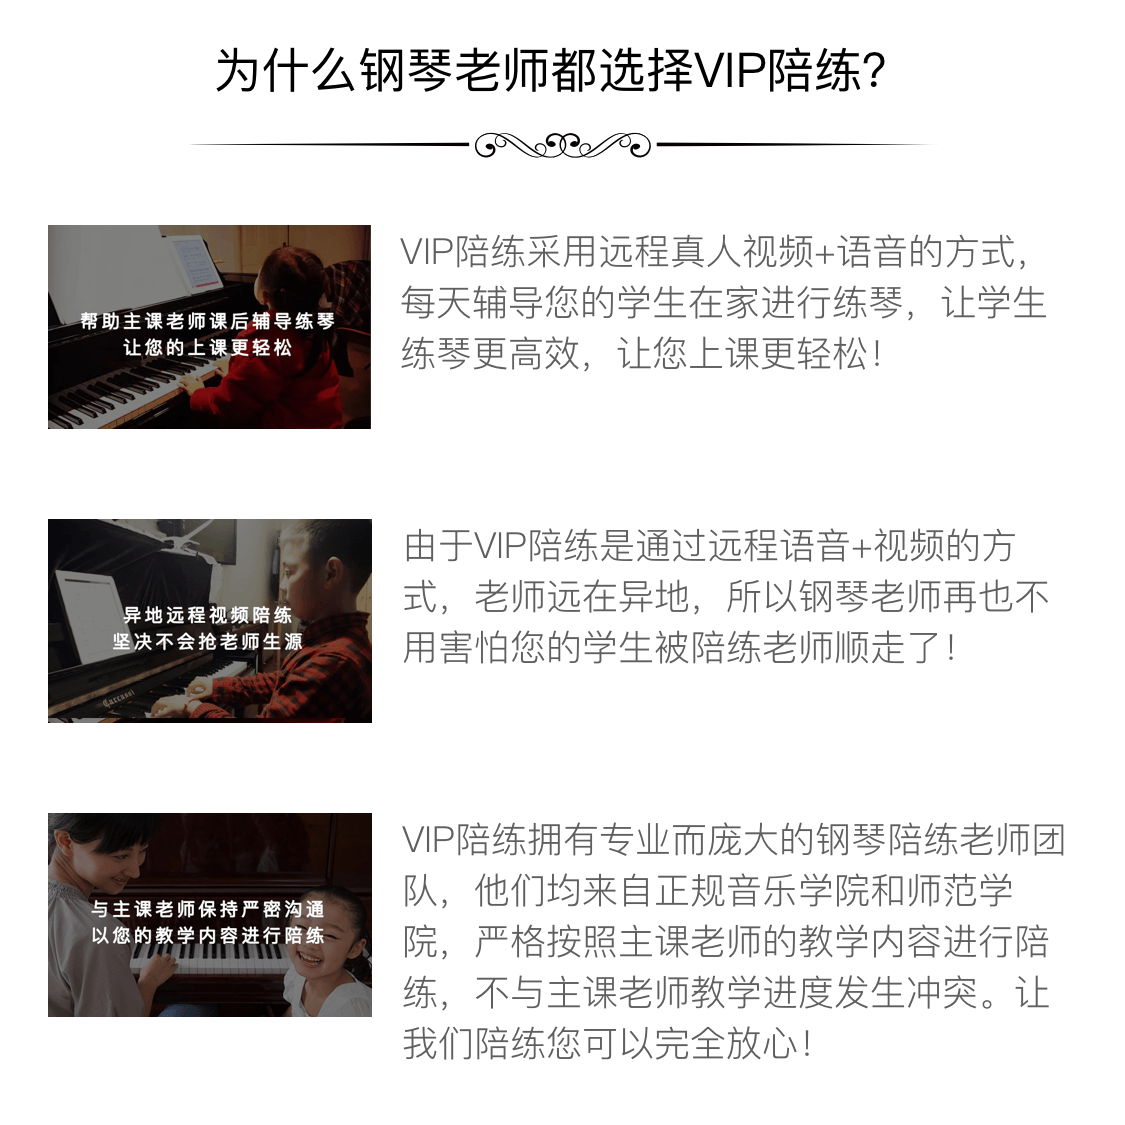 为什么钢琴老师都选择VIP陪练？
帮助主课老师课后辅导练琴
让您的上课更轻松
VIP陪练采用远程真人视频+语音的方式，
每天辅导您的学生在家进行练琴，让学生
练琴更高效，让您上课更轻松！
异地远程视频陪练
坚决不会抢老师生源
Carcassi
由于VIP陪练是通过远程语音+视频的方
式，老师远在异地，所以钢琴老师再也不
用害怕您的学生被陪练老师顺走了！
与主课老师保持严密沟通
以您的教学内容进行陪练
VIP陪练拥有专业而庞大的钢琴陪练老师团
队，他们均来自正规音乐学院和师范学
院，严格按照主课老师的教学内容进行陪
练，不与主课老师教学进度发生冲突。让
我们陪练您可以完全放心！